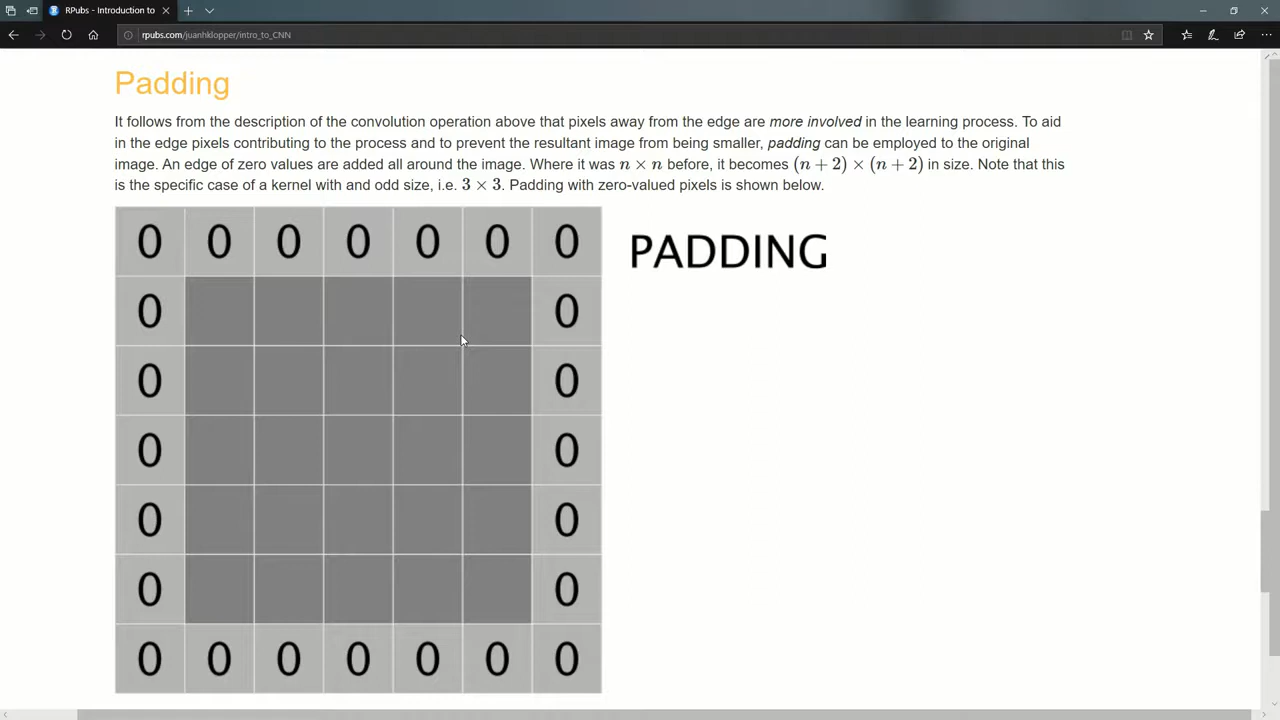 RPubs - Introduction to
rpubs.com/juanhklopper/intro_to_CNN
Padding
It follows from the description of the convolution operation above that pixels away from the edge are more involved in the learning process. To aid
in the edge pixels contributing to the process and to prevent the resultant image from being smaller, padding can be employed to the original
image. An edge of zero values are added all around the image. Where it was n × n before, it becomes (n + 2) × (n + 2) in size. Note that this
is the specific case of a kernel with and odd size, i.e. 3 × 3. Padding with zero-valued pixels is shown below.
0 0 0 0 0 0 0
PADDING
0 0
0 0
0 0
0 0
0 0
0 0 0 0 0 0 0